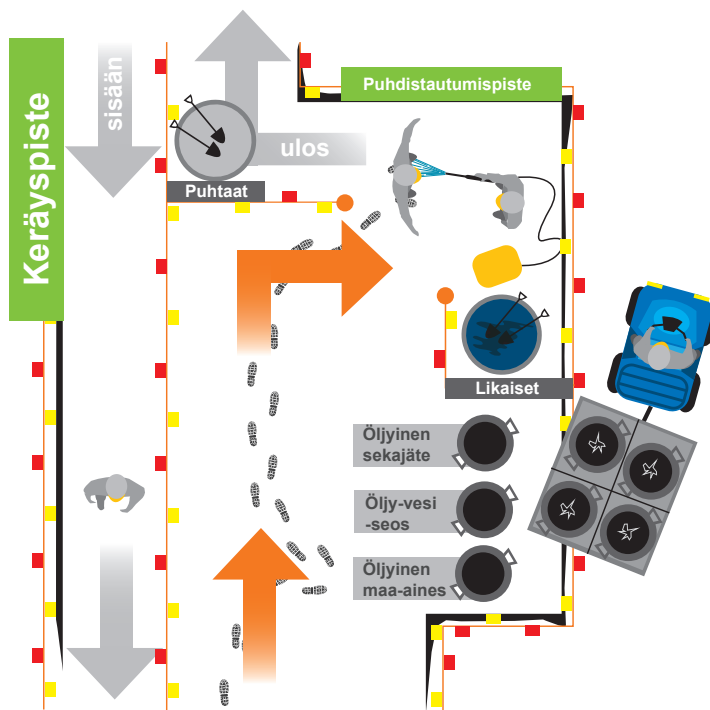 Keräyspiste
sisään
ulos
Puhdistautumispiste
Puhtaat
Likaiset
Öljyinen
sekajäte
Öljy-vesi
-seos
Öljyinen
maa-aines